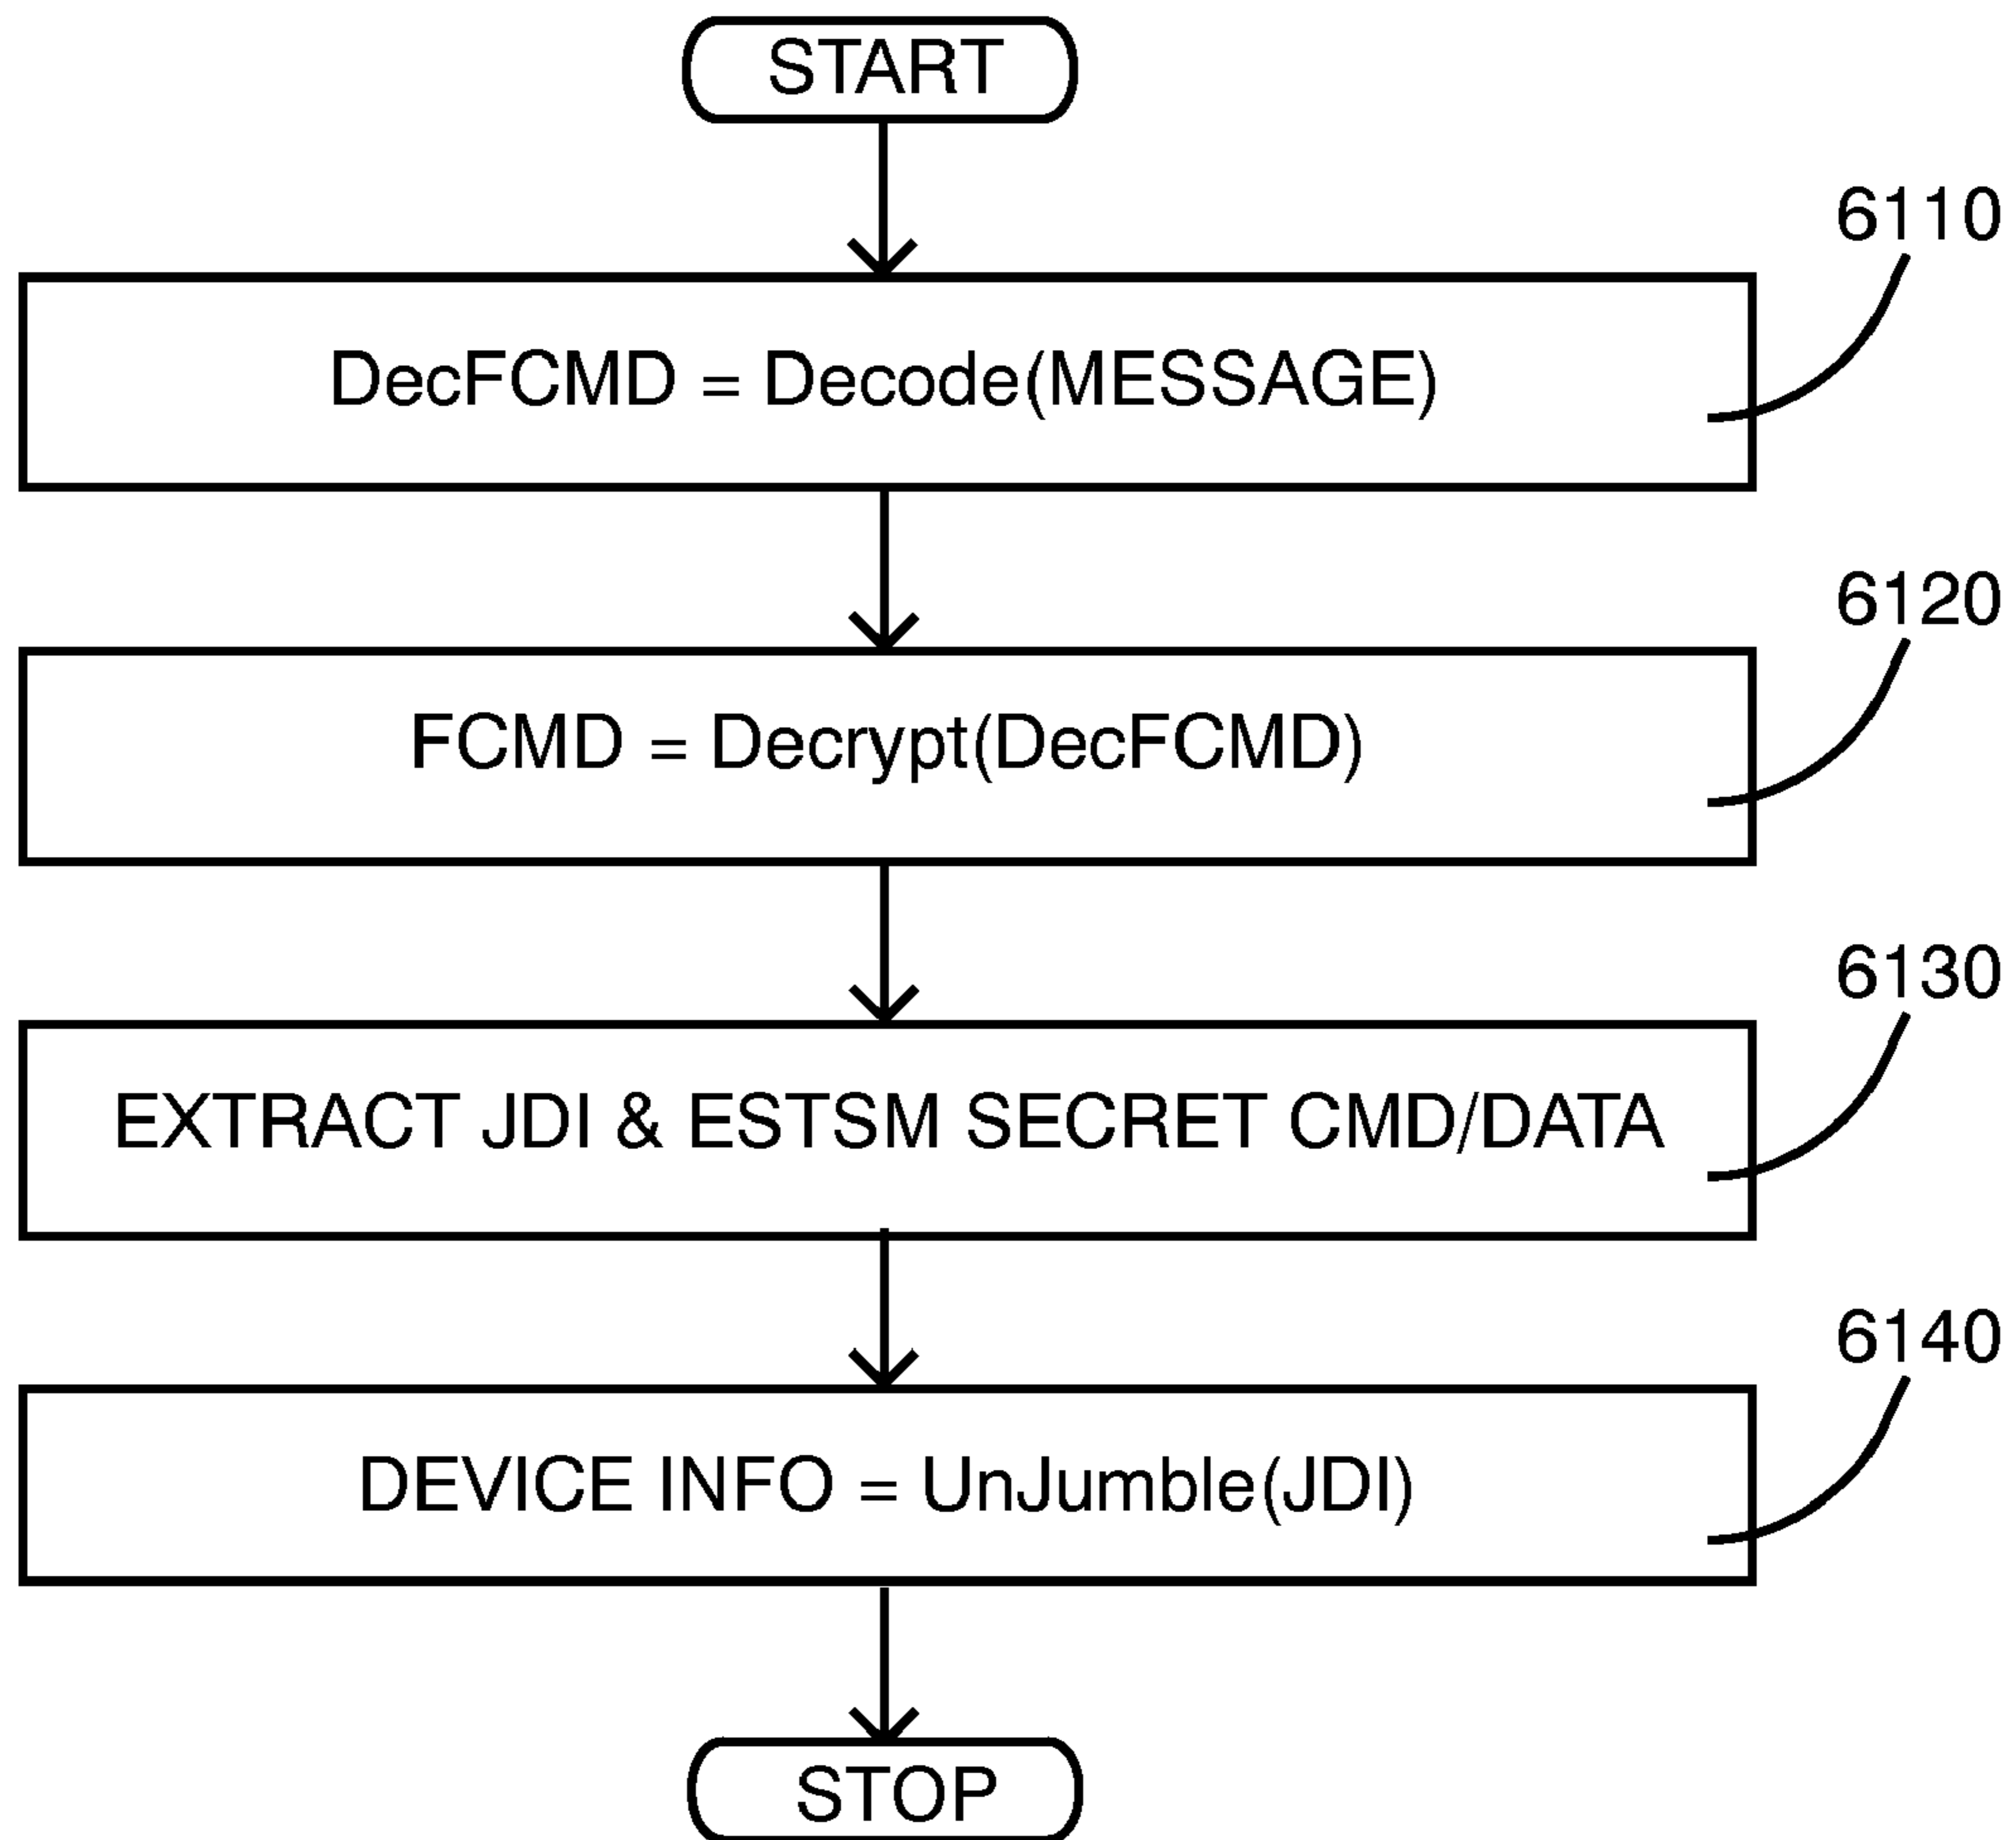 START
6110
DecFCMD = Decode(MESSAGE)
6120
FCMD = Decrypt(DecFCMD)
6130
EXTRACT JDI & ESTSM SECRET CMD/DATA
6140
DEVICE INFO = UnJumble(JDI)
STOP